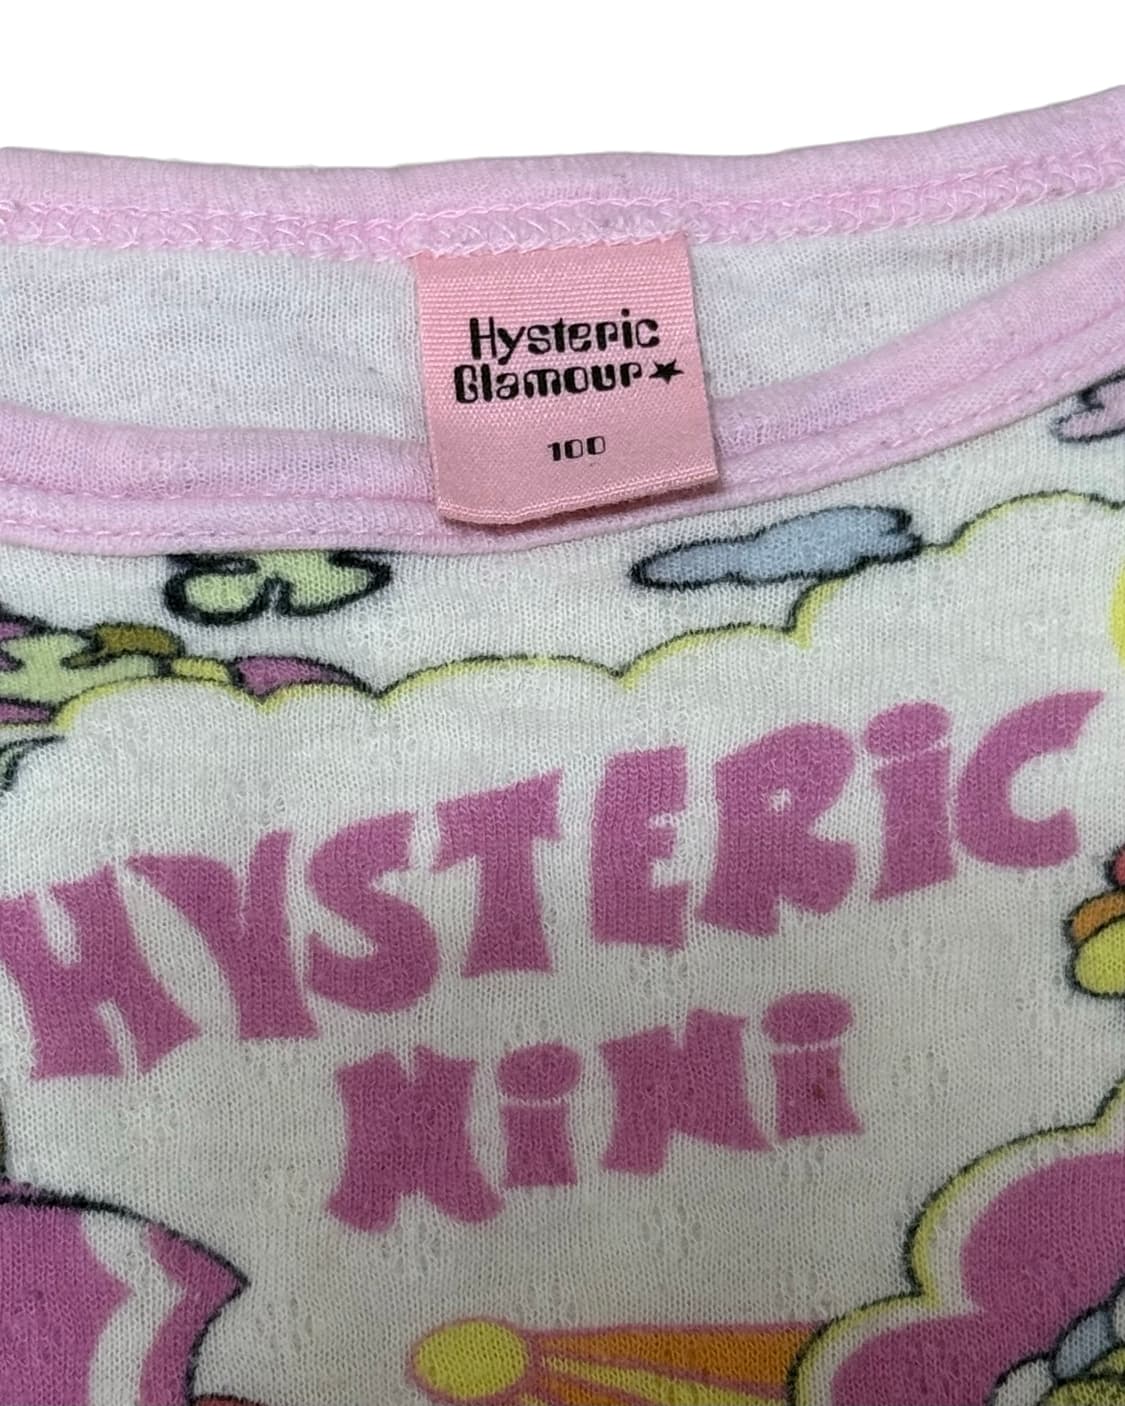 Hysteric
Glamour★
100
HYSTERiC
MiNi